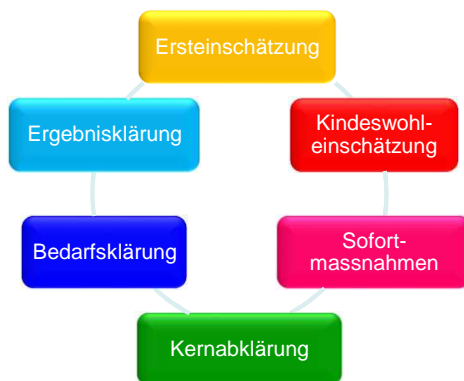 Ersteinschätzung
Kindeswohl-
einschätzung
Sofort-
massnahmen
Kernabklärung
Bedarfsklärung
Ergebnisklärung